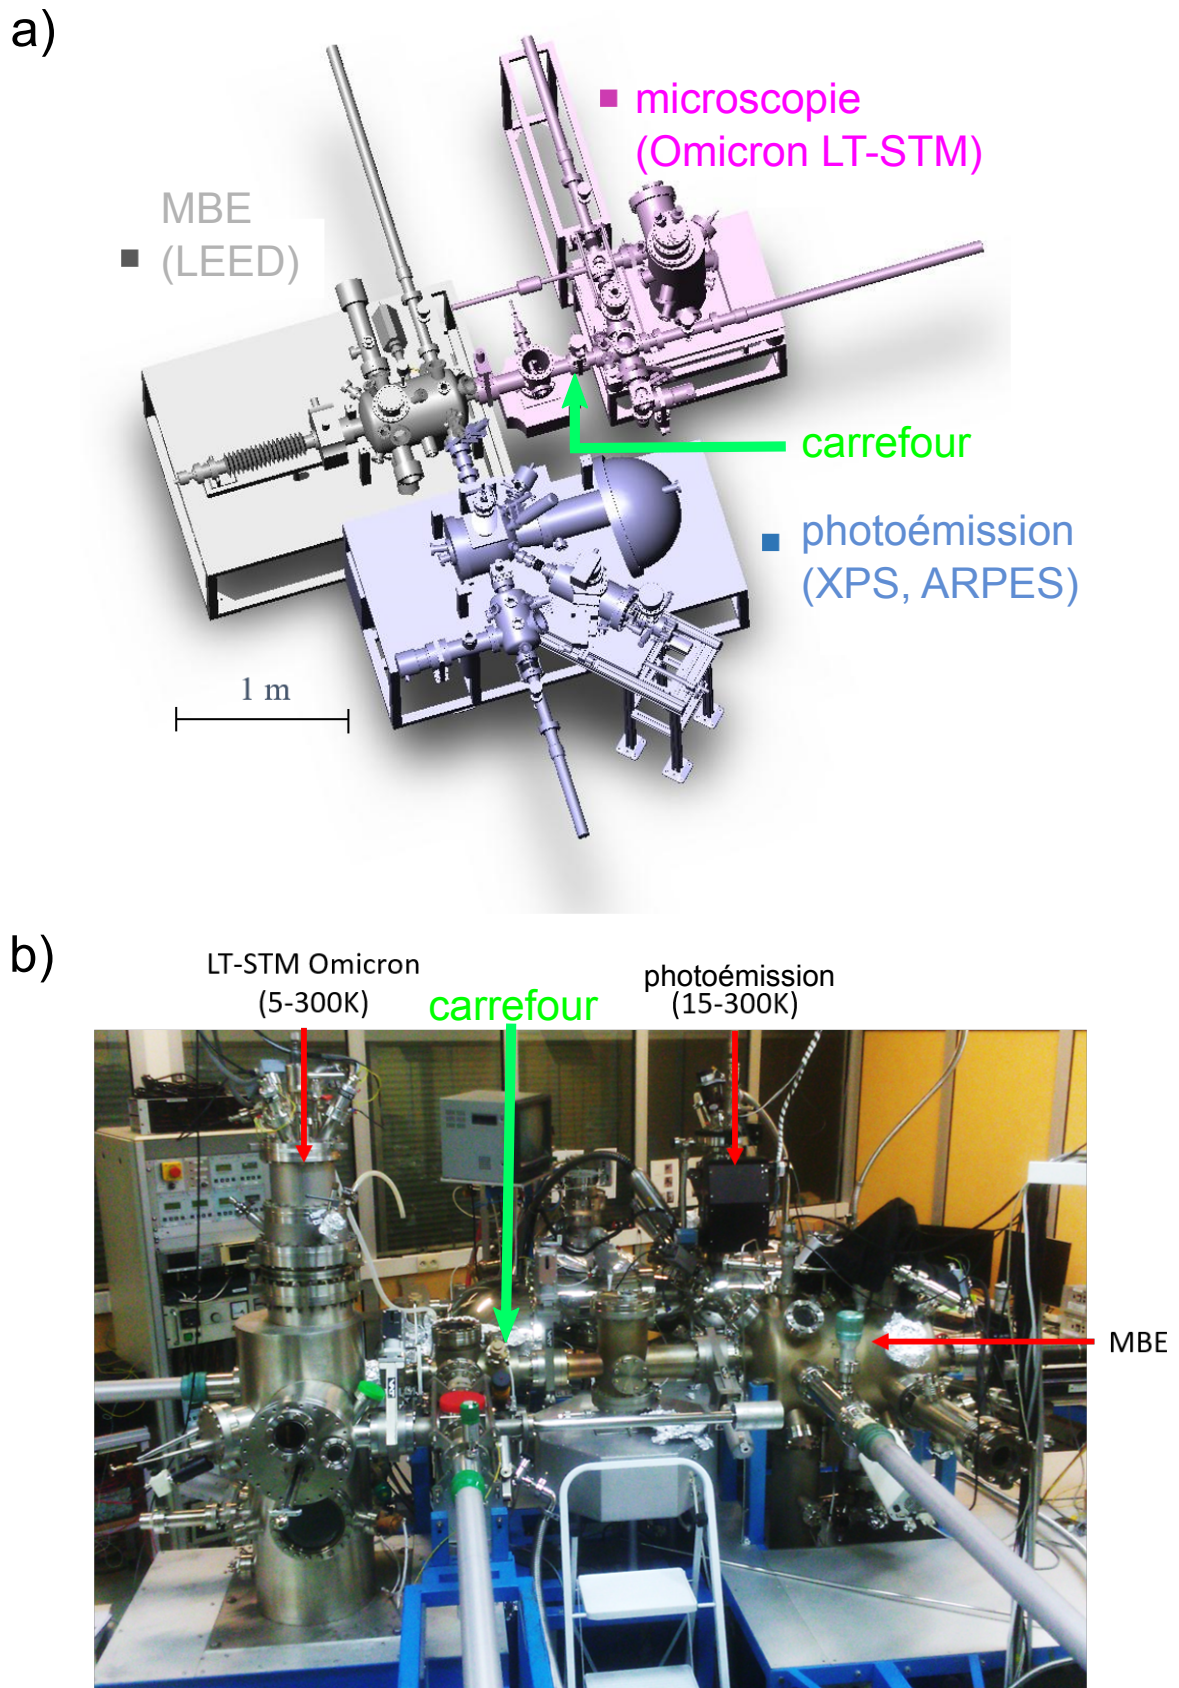 a)
microscopie
(Omicron LT-STM)
MBE
(LEED)
carrefour
photoémission
(XPS, ARPES)
1 m
b)
LT-STM Omicron
(5-300K)
carrefour
photoémission
(15-300K)
MBE